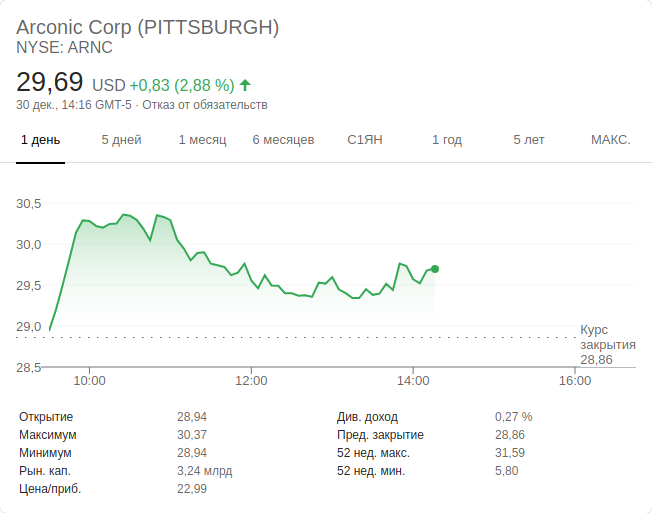 Arconic Corp (PITTSBURGH)
NYSE: ARNC
29,69 USD +0,83 (2,88 %)
30 дек., 14:16 GMT-5 · Отказ от обязательств
1 день 5 дней 1 месяц 6 месяцев С1ЯН 1 год 5 лет МАКС.
30,5
30,0
29,5
29,0
28,5
Курс
закрытия
28,86
10:00 12:00 14:00 16:00
Открытие 28,94 Див. доход 0,27 %
Максимум 30,37 Пред. закрытие 28,86
Минимум 28,94 52 нед. макс. 31,59
Рын. кап. 3,24 млрд 52 нед. мин. 5,80
Цена/приб. 22,99